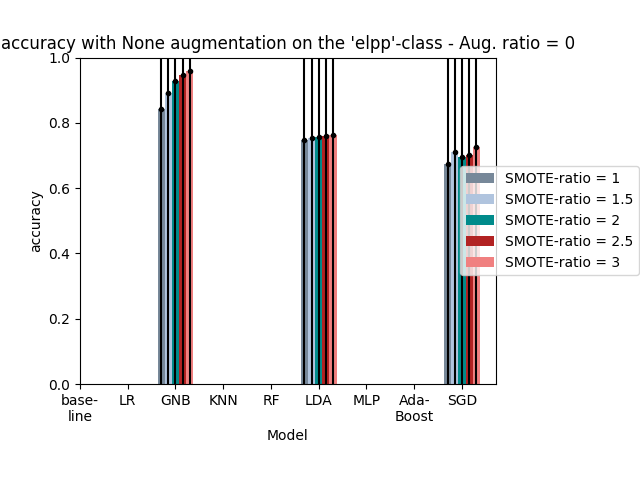 accuracy with None augmentation on the 'elpp'-class - Aug. ratio = 0
1.0
0.8
0.6
0.4
0.2
0.0
accuracy
SMOTE-ratio = 1
SMOTE-ratio = 1.5
SMOTE-ratio = 2
SMOTE-ratio = 2.5
SMOTE-ratio = 3
base-
line
LR
GNB
KNN
RF
LDA
MLP
Ada-
Boost
SGD
Model